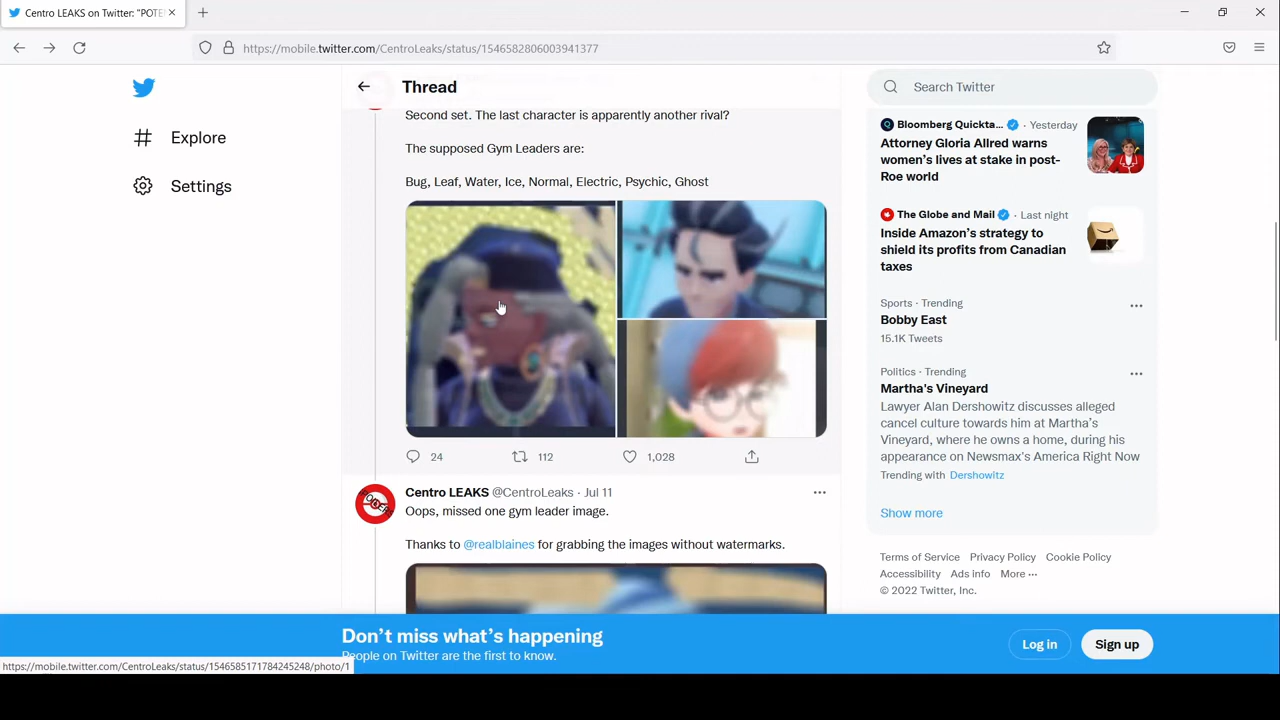 Centro LEAKS on Twitter: "POTE
https://mobile.twitter.com/CentroLeaks/status/1546582806003941377
Explore
Settings
Thread
Second set. The last character is apparently another rival?
The supposed Gym Leaders are:
Bug, Leaf, Water, Ice, Normal, Electric, Psychic, Ghost
24
112
1,028
Centro LEAKS @CentroLeaks · Jul 11
Oops, missed one gym leader image.
Thanks to @realblaines for grabbing the images without watermarks.
Search Twitter
Bloomberg Quickta... · Yesterday
Attorney Gloria Allred warns
women's lives at stake in post-
Roe world
The Globe and Mail · Last night
Inside Amazon's strategy to
shield its profits from Canadian
taxes
Sports · Trending
Bobby East
15.1K Tweets
Politics · Trending
Martha's Vineyard
Lawyer Alan Dershowitz discusses alleged
cancel culture towards him at Martha's
Vineyard, where he owns a home, during his
appearance on Newsmax's America Right Now
Trending with Dershowitz
Show more
Terms of Service Privacy Policy Cookie Policy
Accessibility Ads info More ···
© 2022 Twitter, Inc.
Don't miss what's happening
People on Twitter are the first to know.
Log in
Sign up
https://mobile.twitter.com/CentroLeaks/status/1546585171784245248/photo/1